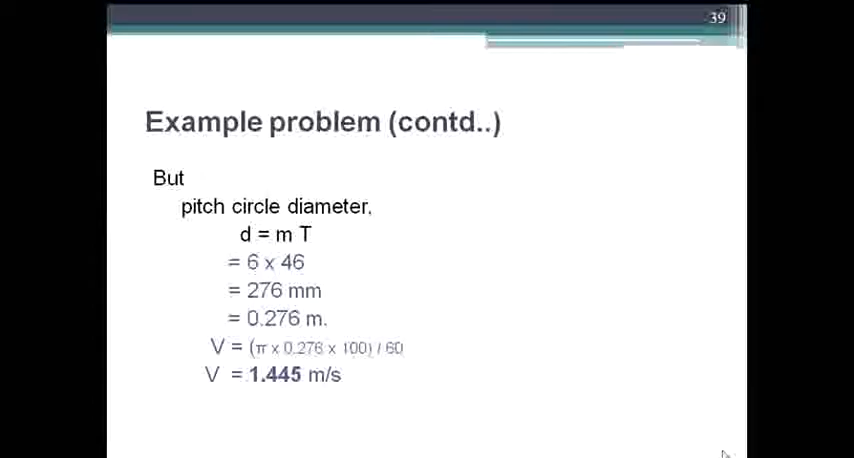 39
Example problem (contd..)
But
pitch circle diameter,
d = m T
= 6 x 46
= 276 mm
= 0.276 m.
V = (π x 0.276 x 100) / 60
V = 1.445 m/s